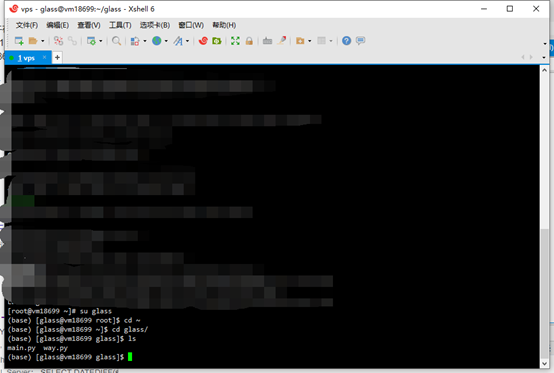 vps - glass@vm18699:~/glass - Xshell 6
文件(F) 编辑(E) 查看(V) 工具(T) 选项卡(B) 窗口(W) 帮助(H)
1 vps
[root@vm18699 ~]# su glass
(base) [glass@vm18699 root]$ cd ~
(base) [glass@vm18699 ~]$ cd glass/
(base) [glass@vm18699 glass]$ ls
main.py way.py
(base) [glass@vm18699 glass]$